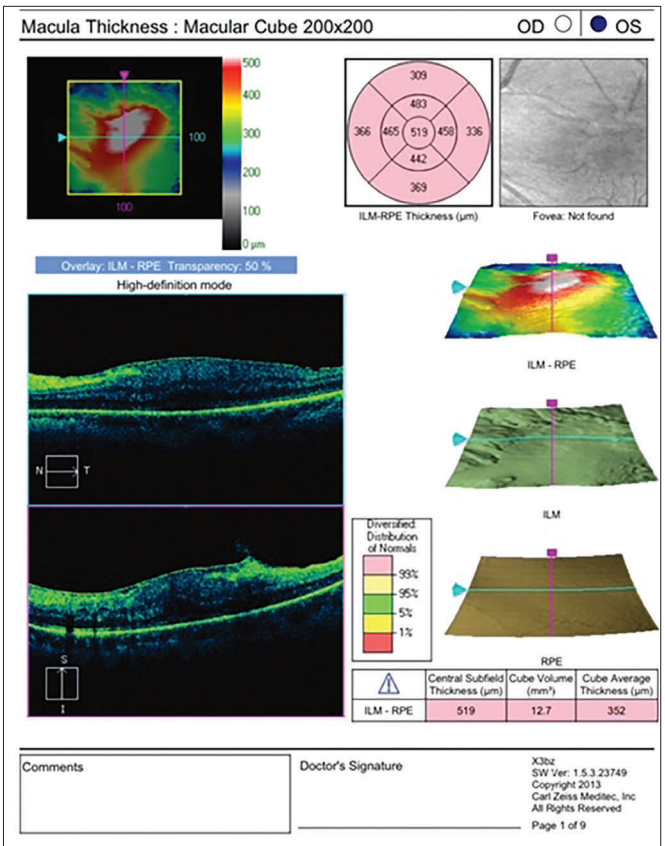 Macula Thickness : Macular Cube 200x200
OD OS
500
400
300
200
100
0 µm
100
100
309
483
366 465 519 458 336
442
369
ILM-RPE Thickness (µm)
Fovea: Not found
Overlay: ILM - RPE Transparency: 50 %
High-definition mode
N T
S
I
ILM - RPE
ILM
RPE
Diversified:
Distribution
of Normals
99%
95%
5%
1%
Central Subfield Thickness (µm) Cube Volume (mm³) Cube Average Thickness (µm)
ILM - RPE 519 12.7 352
Comments
Doctor's Signature
X3bz
SW Ver: 1.5.3.23749
Copyright 2013
Carl Zeiss Meditec, Inc
All Rights Reserved
Page 1 of 9